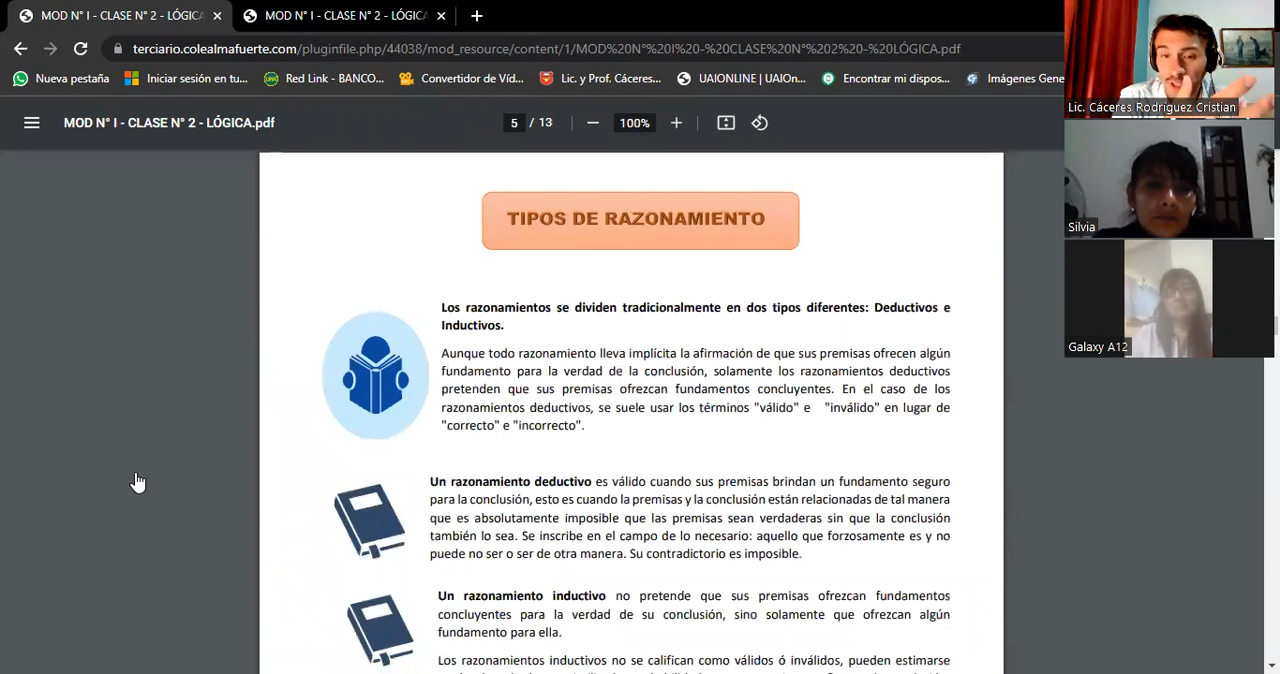 MOD N° I - CLASE N° 2 - LÓGICA
MOD N° I - CLASE N° 2 - LÓGICA
terciario.colealmafuerte.com/pluginfile.php/44038/mod_resource/content/1/MOD%20N°%20I%20-%20CLASE%20N°%202%20-%20LÓGICA.pdf
Nueva pestaña
Iniciar sesión en tu...
Red Link - BANCO...
Convertidor de Víd...
Lic. y Prof. Cáceres...
UAIONLINE | UAIOn...
Encontrar mi dispos...
Imágenes Gene
MOD N° I - CLASE N° 2 - LÓGICA.pdf
5 / 13
100%
Lic. Cáceres Rodríguez Cristian
Silvia
Galaxy A12
TIPOS DE RAZONAMIENTO
Los razonamientos se dividen tradicionalmente en dos tipos diferentes: Deductivos e
Inductivos.
Aunque todo razonamiento lleva implícita la afirmación de que sus premisas ofrecen algún
fundamento para la verdad de la conclusión, solamente los razonamientos deductivos
pretenden que sus premisas ofrezcan fundamentos concluyentes. En el caso de los
razonamientos deductivos, se suele usar los términos "válido" e "inválido" en lugar de
"correcto" e "incorrecto".
Un razonamiento deductivo es válido cuando sus premisas brindan un fundamento seguro
para la conclusión, esto es cuando la premisas y la conclusión están relacionadas de tal manera
que es absolutamente imposible que las premisas sean verdaderas sin que la conclusión
también lo sea. Se inscribe en el campo de lo necesario: aquello que forzosamente es y no
puede no ser o ser de otra manera. Su contradictorio es imposible.
Un razonamiento inductivo no pretende que sus premisas ofrezcan fundamentos
concluyentes para la verdad de su conclusión, sino solamente que ofrezcan algún
fundamento para ella.
Los razonamientos inductivos no se califican como válidos ó inválidos, pueden estimarse